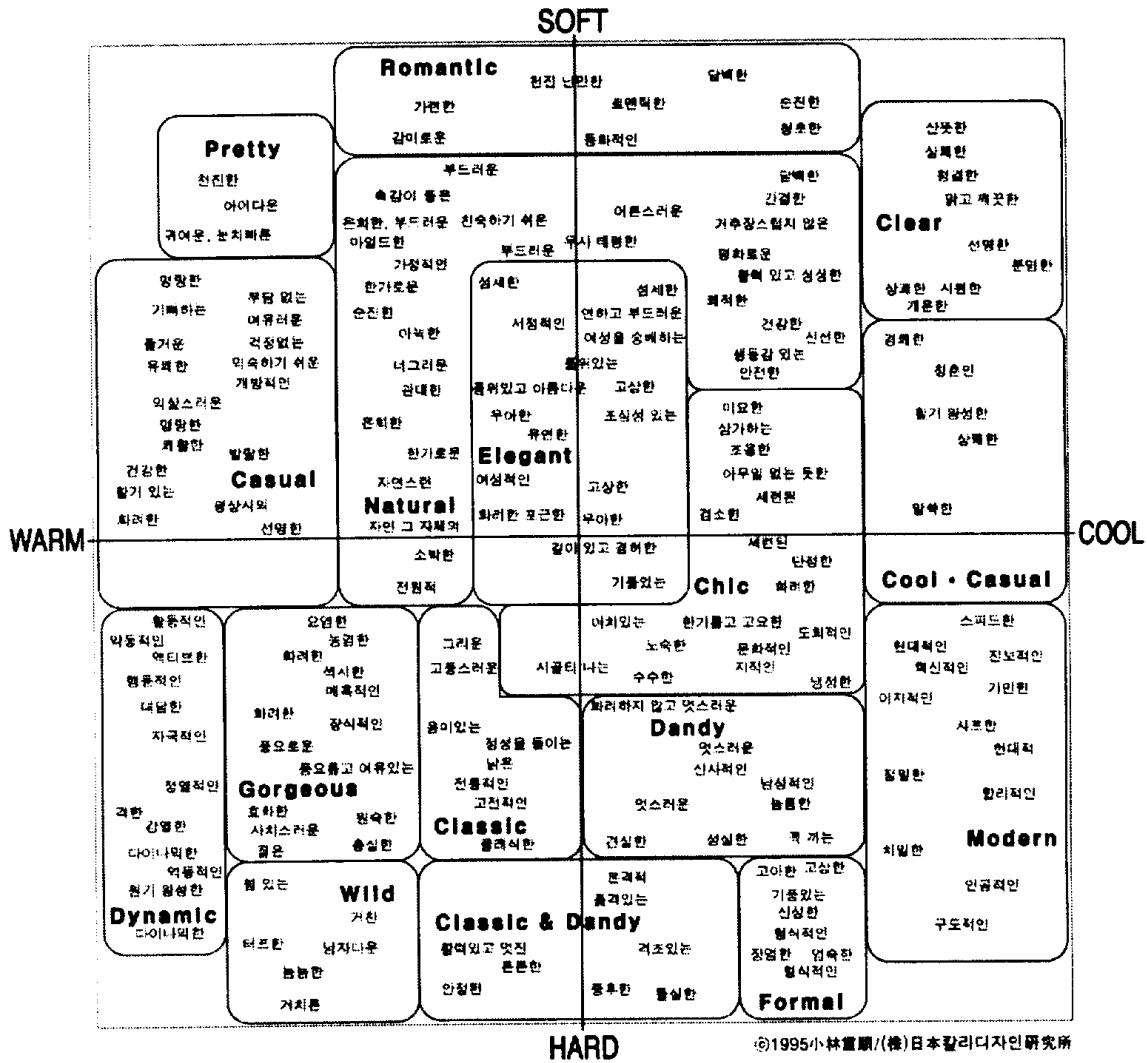 SOFT
Romantic
천진 난만한
담백한
가련한
로맨틱한
순진한
감미로운
동화적인
청초한
Pretty
천진한
아이다운
귀여운, 눈치빠른
산뜻한
상쾌한
청결한
맑고 깨끗한
Clear
선명한
분명한
상쾌한 시원한
개운한
부드러운
촉감이 좋은
온화한, 부드러운 친숙하기 쉬운
마일드한
부드러운
가정적인
한가로운
순진한
아늑한
너그러운
관대한
온화한
한가로운
자연스런
Natural
자연 그 자체의
소박한
전원적
어른스러운
담백한
간결한
거추장스럽지 않은
평화로운
활력 있고 싱싱한
쾌적한
건강한
신선한
생동감 있는
안전한
명랑한
기뻐하는
부담 없는
여유러운
즐거운
걱정없는
유쾌한
익숙하기 쉬운
개방적인
익살스러운
명랑한
쾌활한
발랄한
건강한
Casual
활기 있는
평상시의
화려한
선명한
섬세한
섬세한
서정적인
연하고 부드러운
여성을 숭배하는
품위있는
품위있고 아름다운
고상한
우아한
조심성 있는
유연한
Elegant
여성적인
고상한
화려한 포근한
우아한
깊이 있고 겸허한
기품있는
미묘한
삼가하는
조용한
아무일 없는 듯한
세련된
검소한
세련된
단정한
Chic
화려한
한기롭고 고요한
도회적인
노숙한
문화적인
지적인
수수한
냉정한
경쾌한
청춘인
활기 왕성한
상쾌한
말쑥한
WARM
COOL
Cool · Casual
활동적인
약동적인
액티브한
행동적인
대담한
자극적인
정열적인
격한
강열한
다이나믹한
역동적인
원기 왕성한
Dynamic
다이나믹한
요염한
농염한
화려한
섹시한
매혹적인
화려한
장식적인
풍요로운
풍요롭고 여유있는
Gorgeous
호화한
원숙한
사치스러운
젊은
충실한
그리운
고풍스러운
음미있는
정성을 들이는
낡은
전통적인
고전적인
Classic
클래식한
화려하지 않고 멋스러운
Dandy
멋스러운
신사적인
남성적인
멋스러운
늠름한
견실한
성실한
스피드한
현대적인
진보적인
혁신적인
이지적인
기민한
샤프한
현대적
정밀한
합리적인
Modern
치밀한
인공적인
구도적인
힘 있는
Wild
거친
터프한
남자다운
늠름한
거치른
본격적
품격있는
Classic & Dandy
활력있고 멋진
격조있는
튼튼한
안정된
중후한
고아한 고상한
기품있는
신성한
형식적인
장엄한 엄숙한
형식적인
Formal
HARD
©1995小林重順/(株)日本칼러디자인研究所